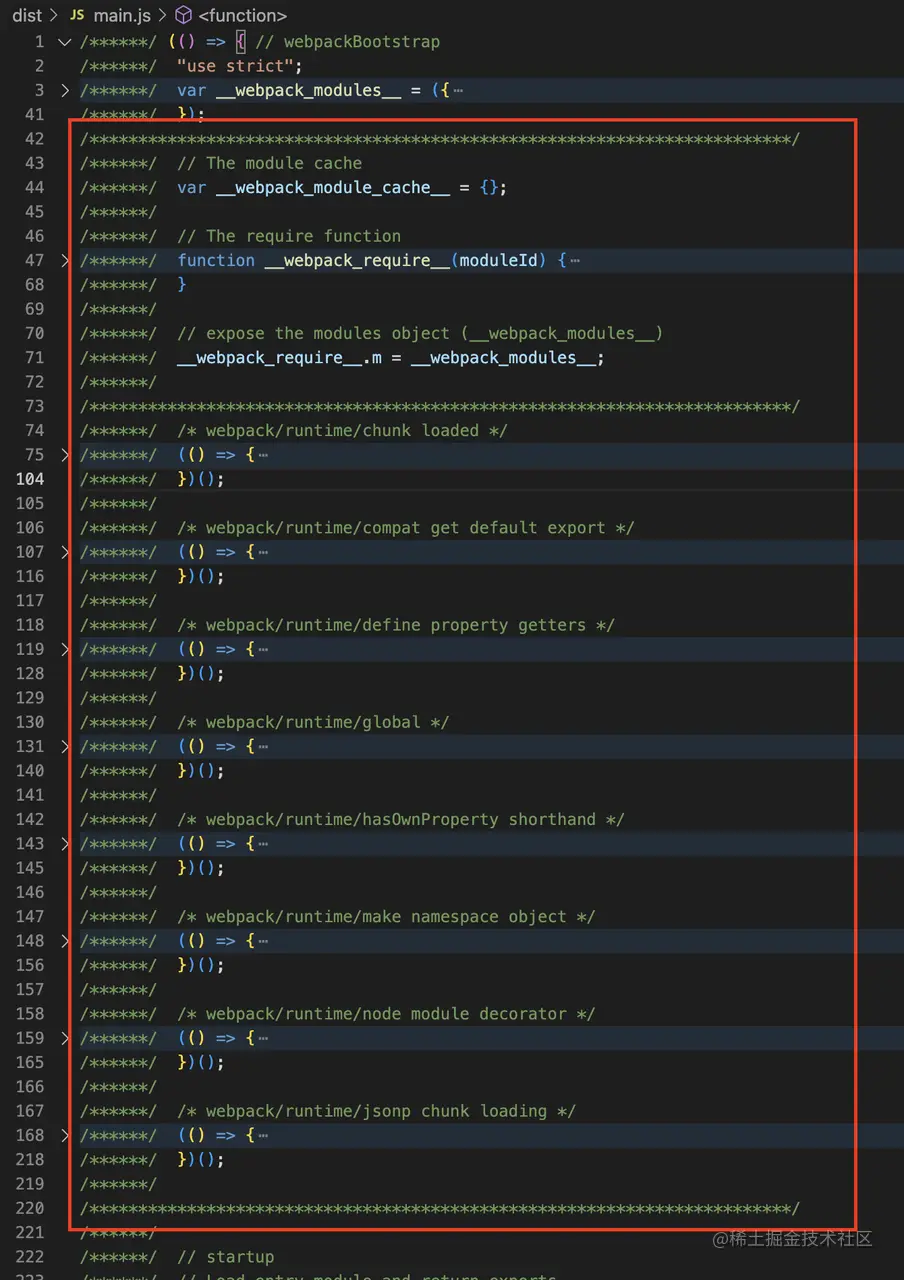 dist > JS main.js > <function>
1 /******/ (() => { // webpackBootstrap
2 /******/ "use strict";
3 /******/ var __webpack_modules__ = ({…
41 /******/ });
42 /************************************************************************/
43 /******/ // The module cache
44 /******/ var __webpack_module_cache__ = {};
45 /******/
46 /******/ // The require function
47 /******/ function __webpack_require__(moduleId) {…
68 /******/ }
69 /******/
70 /******/ // expose the modules object (__webpack_modules__)
71 /******/ __webpack_require__.m = __webpack_modules__;
72 /******/
73 /************************************************************************/
74 /******/ /* webpack/runtime/chunk loaded */
75 /******/ (() => {…
104 /******/ })();
105 /******/
106 /******/ /* webpack/runtime/compat get default export */
107 /******/ (() => {…
116 /******/ })();
117 /******/
118 /******/ /* webpack/runtime/define property getters */
119 /******/ (() => {…
128 /******/ })();
129 /******/
130 /******/ /* webpack/runtime/global */
131 /******/ (() => {…
140 /******/ })();
141 /******/
142 /******/ /* webpack/runtime/hasOwnProperty shorthand */
143 /******/ (() => {…
145 /******/ })();
146 /******/
147 /******/ /* webpack/runtime/make namespace object */
148 /******/ (() => {…
156 /******/ })();
157 /******/
158 /******/ /* webpack/runtime/node module decorator */
159 /******/ (() => {…
165 /******/ })();
166 /******/
167 /******/ /* webpack/runtime/jsonp chunk loading */
168 /******/ (() => {…
218 /******/ })();
219 /******/
220 /************************************************************************/
221 /******/
@稀土掘金技术社区
222 /******/ // startup
223 /******/ // Load entry module and return exports